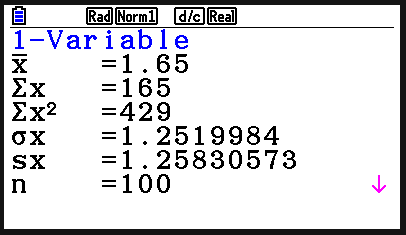 Rad Norm1 d/c Real
1-Variable
x̄ =1.65
Σx =165
Σx² =429
σx =1.2519984
sx =1.25830573
n =100